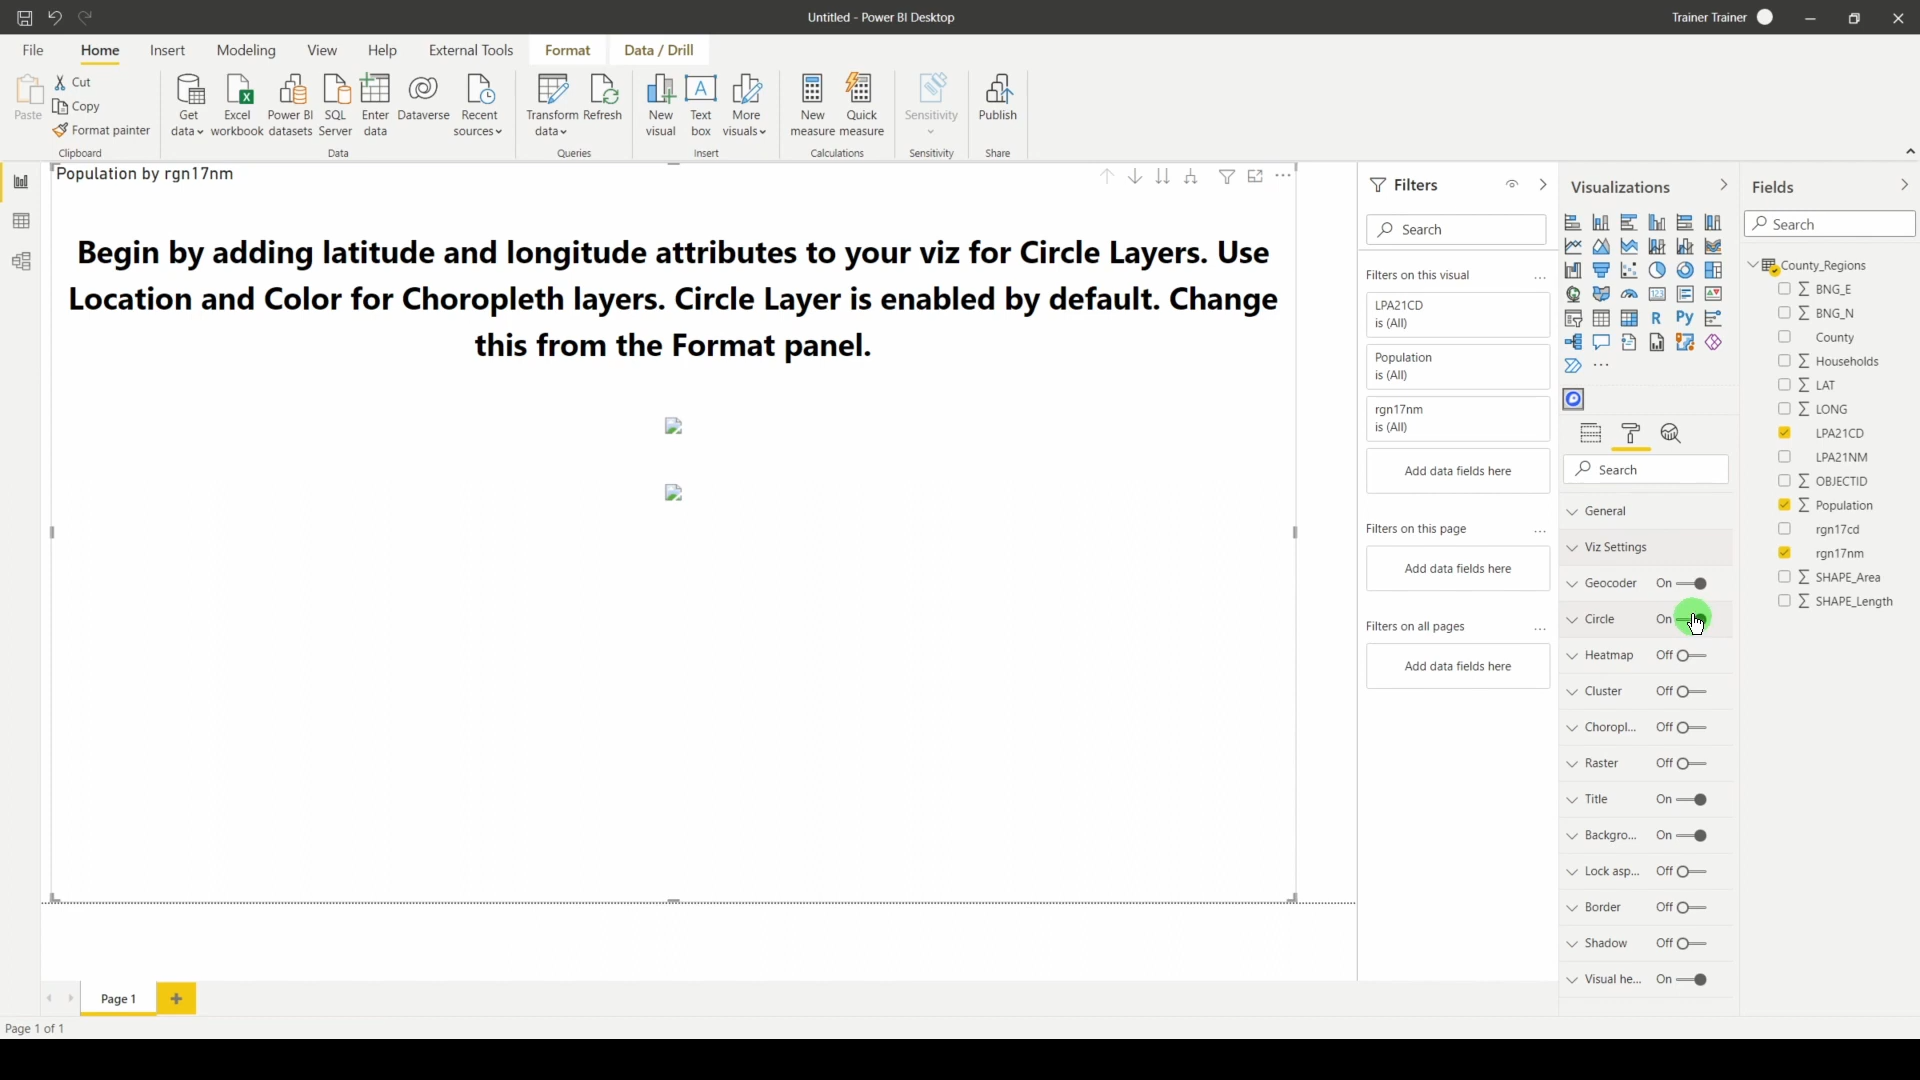 Untitled - Power BI Desktop
Trainer Trainer
File Home Insert Modeling View Help External Tools Format Data / Drill
Paste
Cut
Copy
Format painter
Clipboard
Get data
Excel workbook
Power BI datasets
SQL Server
Enter data
Dataverse
Recent sources
Data
Transform data
Refresh
Queries
New visual
A
Text box
More visuals
Insert
New measure
Quick measure
Calculations
Sensitivity
Sensitivity
Publish
Share
Population by rgn17nm
Begin by adding latitude and longitude attributes to your viz for Circle Layers. Use
Location and Color for Choropleth layers. Circle Layer is enabled by default. Change
this from the Format panel.
Filters
Search
Filters on this visual ...
LPA21CD
is (All)
Population
is (All)
rgn17nm
is (All)
Add data fields here
Filters on this page ...
Add data fields here
Filters on all pages ...
Add data fields here
Visualizations
123
R Py
...
Search
General
Viz Settings
Geocoder On
Circle On
Heatmap Off
Cluster Off
Choropl... Off
Raster Off
Title On
Backgro... On
Lock asp... Off
Border Off
Shadow Off
Visual he... On
Fields
Search
County_Regions
∑ BNG_E
∑ BNG_N
County
∑ Households
∑ LAT
∑ LONG
LPA21CD
LPA21NM
∑ OBJECTID
∑ Population
rgn17cd
rgn17nm
∑ SHAPE_Area
∑ SHAPE_Length
Page 1
+
Page 1 of 1